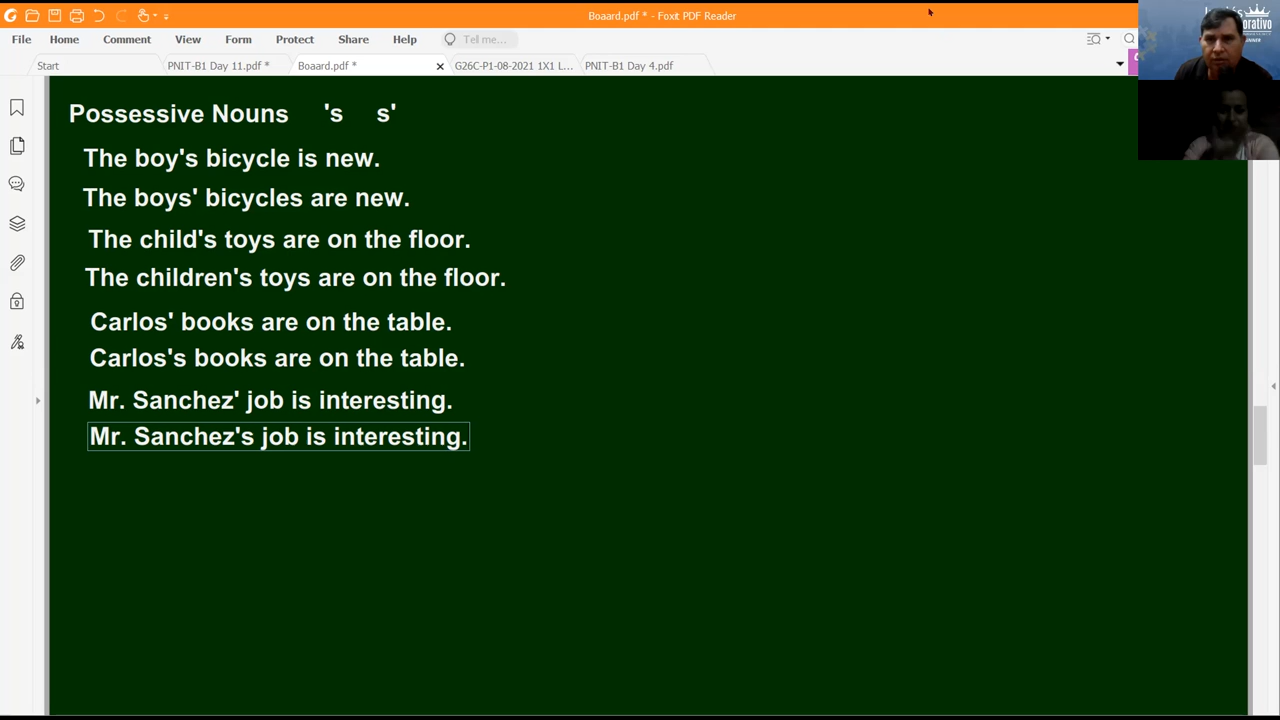 Boaard.pdf * - Foxit PDF Reader
File Home Comment View Form Protect Share Help Tell me...
Start PNIT-B1 Day 11.pdf * Boaard.pdf * G26C-P1-08-2021 1X1 L... PNIT-B1 Day 4.pdf
Possessive Nouns 's s'
The boy's bicycle is new.
The boys' bicycles are new.
The child's toys are on the floor.
The children's toys are on the floor.
Carlos' books are on the table.
Carlos's books are on the table.
Mr. Sanchez' job is interesting.
Mr. Sanchez's job is interesting.